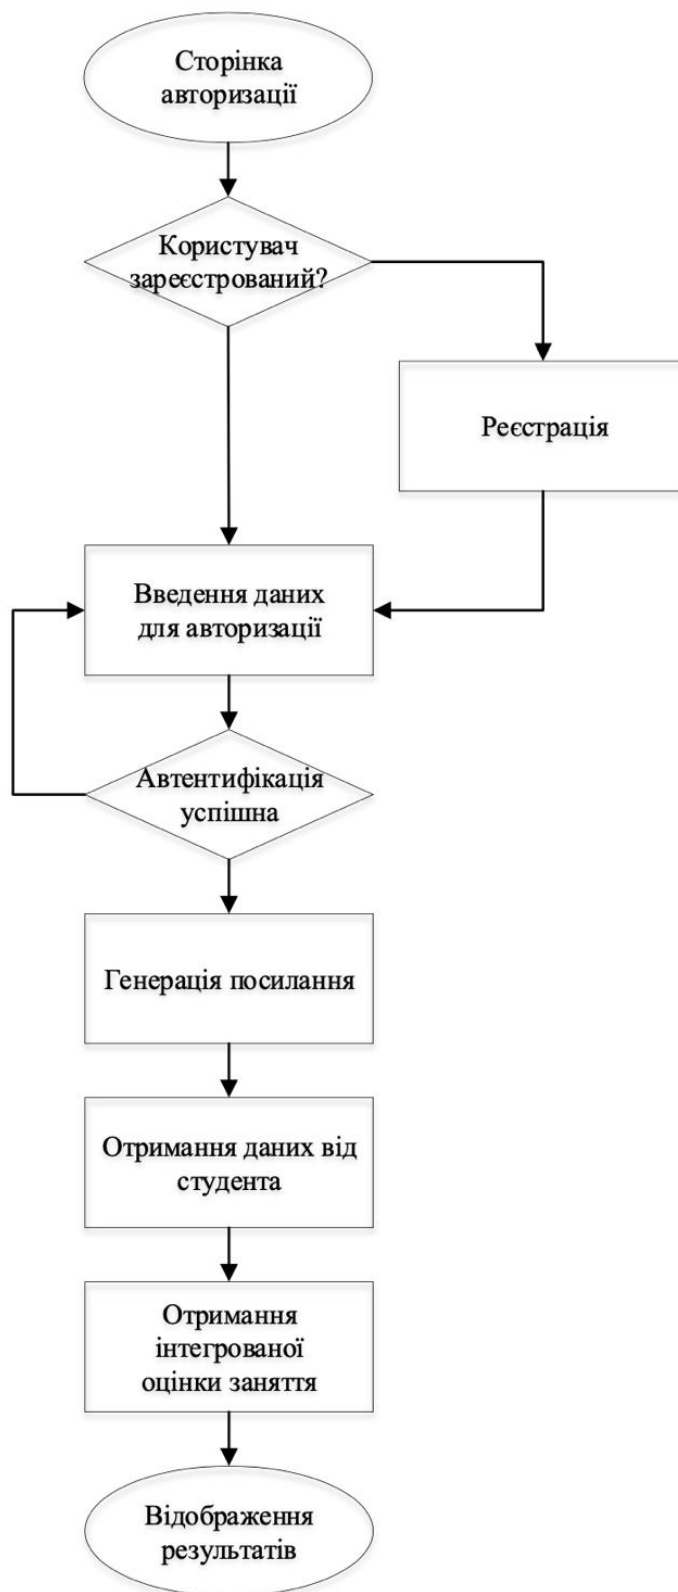 Сторінка
авторизації
Користувач
зареєстрований?
Реєстрація
Введення даних
для авторизації
Автентифікація
успішна
Генерація посилання
Отримання даних від
студента
Отримання
інтегрованої
оцінки заняття
Відображення
результатів